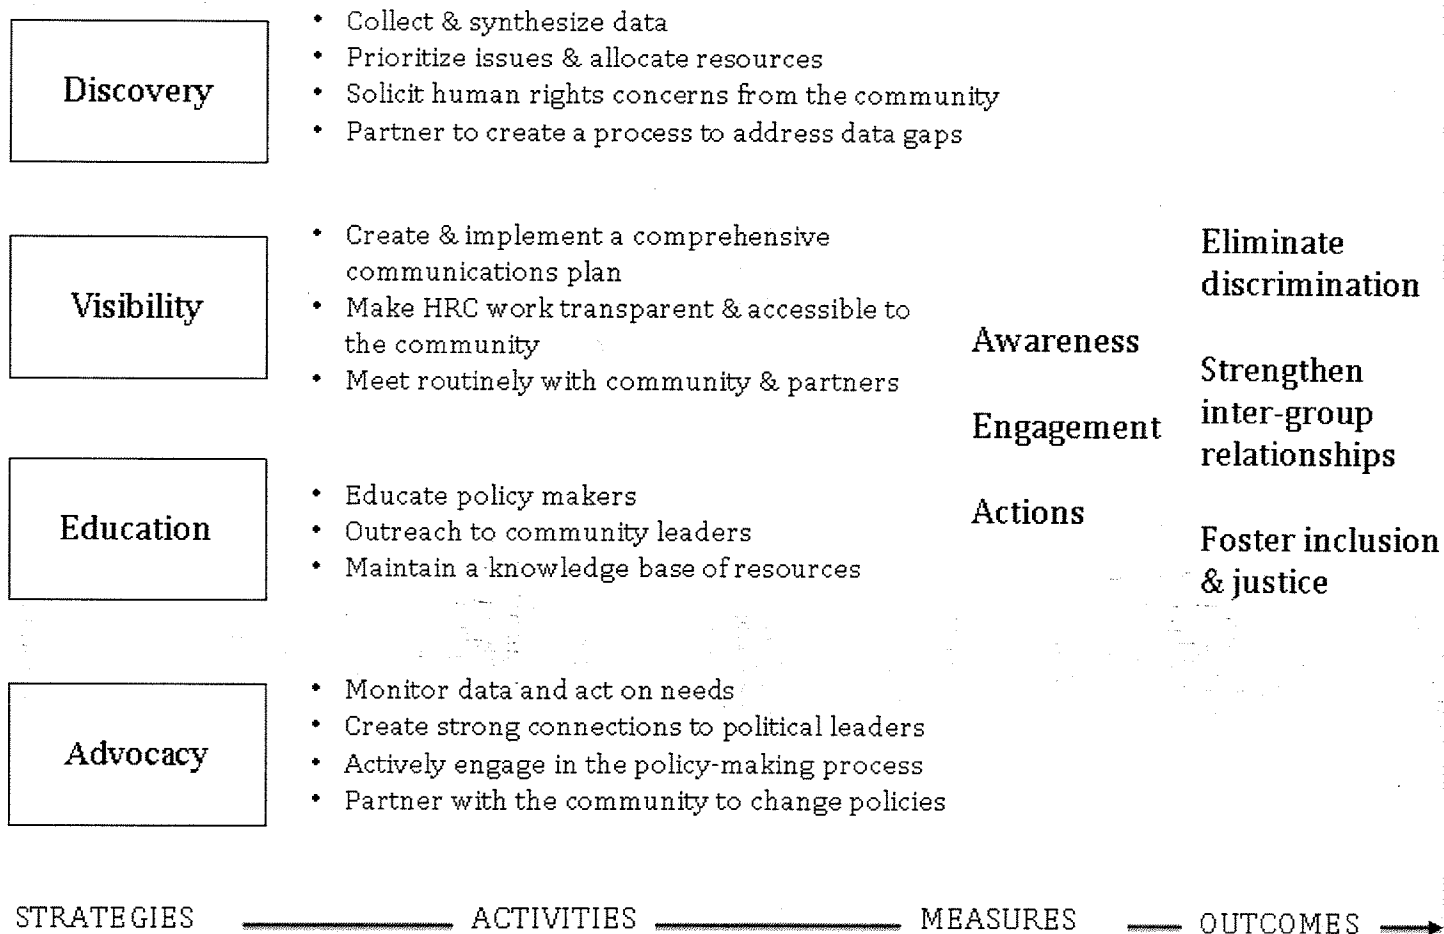 Discovery
• Collect & synthesize data
• Prioritize issues & allocate resources
• Solicit human rights concerns from the community
• Partner to create a process to address data gaps
Visibility
• Create & implement a comprehensive
communications plan
• Make HRC work transparent & accessible to
the community
• Meet routinely with community & partners
Education
• Educate policy makers
• Outreach to community leaders
• Maintain a knowledge base of resources
Advocacy
• Monitor data and act on needs
• Create strong connections to political leaders
• Actively engage in the policy-making process
• Partner with the community to change policies
Awareness
Engagement
Actions
Eliminate
discrimination
Strengthen
inter-group
relationships
Foster inclusion
& justice
STRATEGIES
ACTIVITIES
MEASURES
OUTCOMES